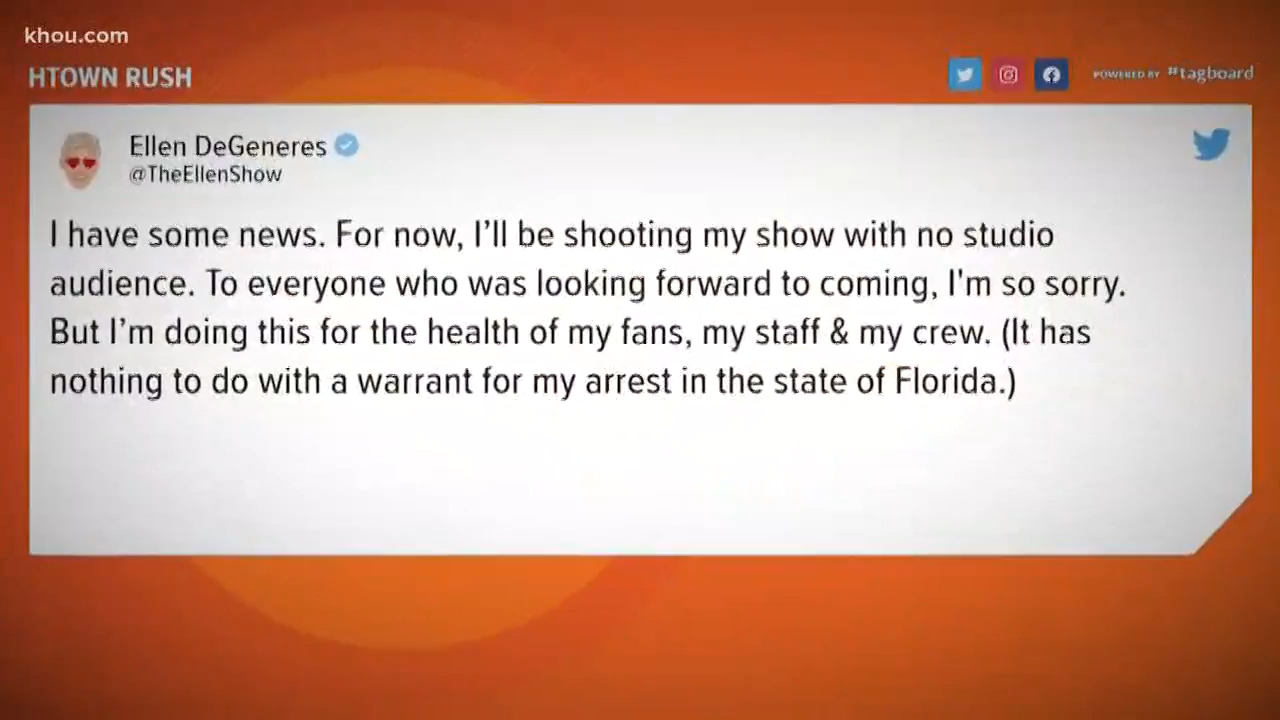 khou.com
HTOWN RUSH
POWERED BY #tagboard
Ellen DeGeneres
@TheEllenShow
I have some news. For now, I’ll be shooting my show with no studio
audience. To everyone who was looking forward to coming, I'm so sorry.
But I’m doing this for the health of my fans, my staff & my crew. (It has
nothing to do with a warrant for my arrest in the state of Florida.)